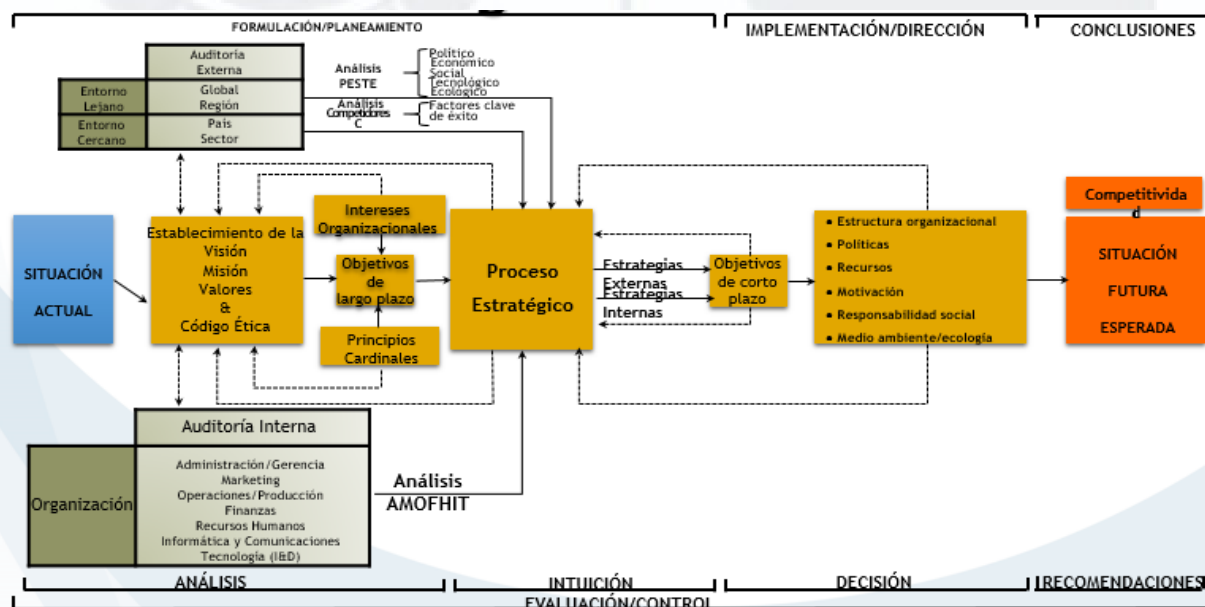 FORMULACIÓN/PLANEAMIENTO
IMPLEMENTACIÓN/DIRECCIÓN
CONCLUSIONES
Auditoría
Externa
Entorno
Lejano
Global
Región
Entorno
Cercano
País
Sector
Análisis
PESTE
Político
Económico
Social
Tecnológico
Ecológico
Análisis
Competidores
C
Factores clave
de éxito
SITUACIÓN
ACTUAL
Establecimiento de la
Visión
Misión
Valores
&
Código Ética
Intereses
Organizacionales
Objetivos
de
largo plazo
Principios
Cardinales
Proceso
Estratégico
Estrategias
Externas
Estrategias
Internas
Objetivos
de corto
plazo
• Estructura organizacional
• Políticas
• Recursos
• Motivación
• Responsabilidad social
• Medio ambiente/ecología
Competitivida
d
SITUACIÓN
FUTURA
ESPERADA
Auditoría Interna
Organización
Administración/Gerencia
Marketing
Operaciones/Producción
Finanzas
Recursos Humanos
Informática y Comunicaciones
Tecnología (I&D)
Análisis
AMOFHIT
ANÁLISIS
INTUICIÓN
DECISIÓN
RECOMENDACIONES
EVALUACIÓN/CONTROL